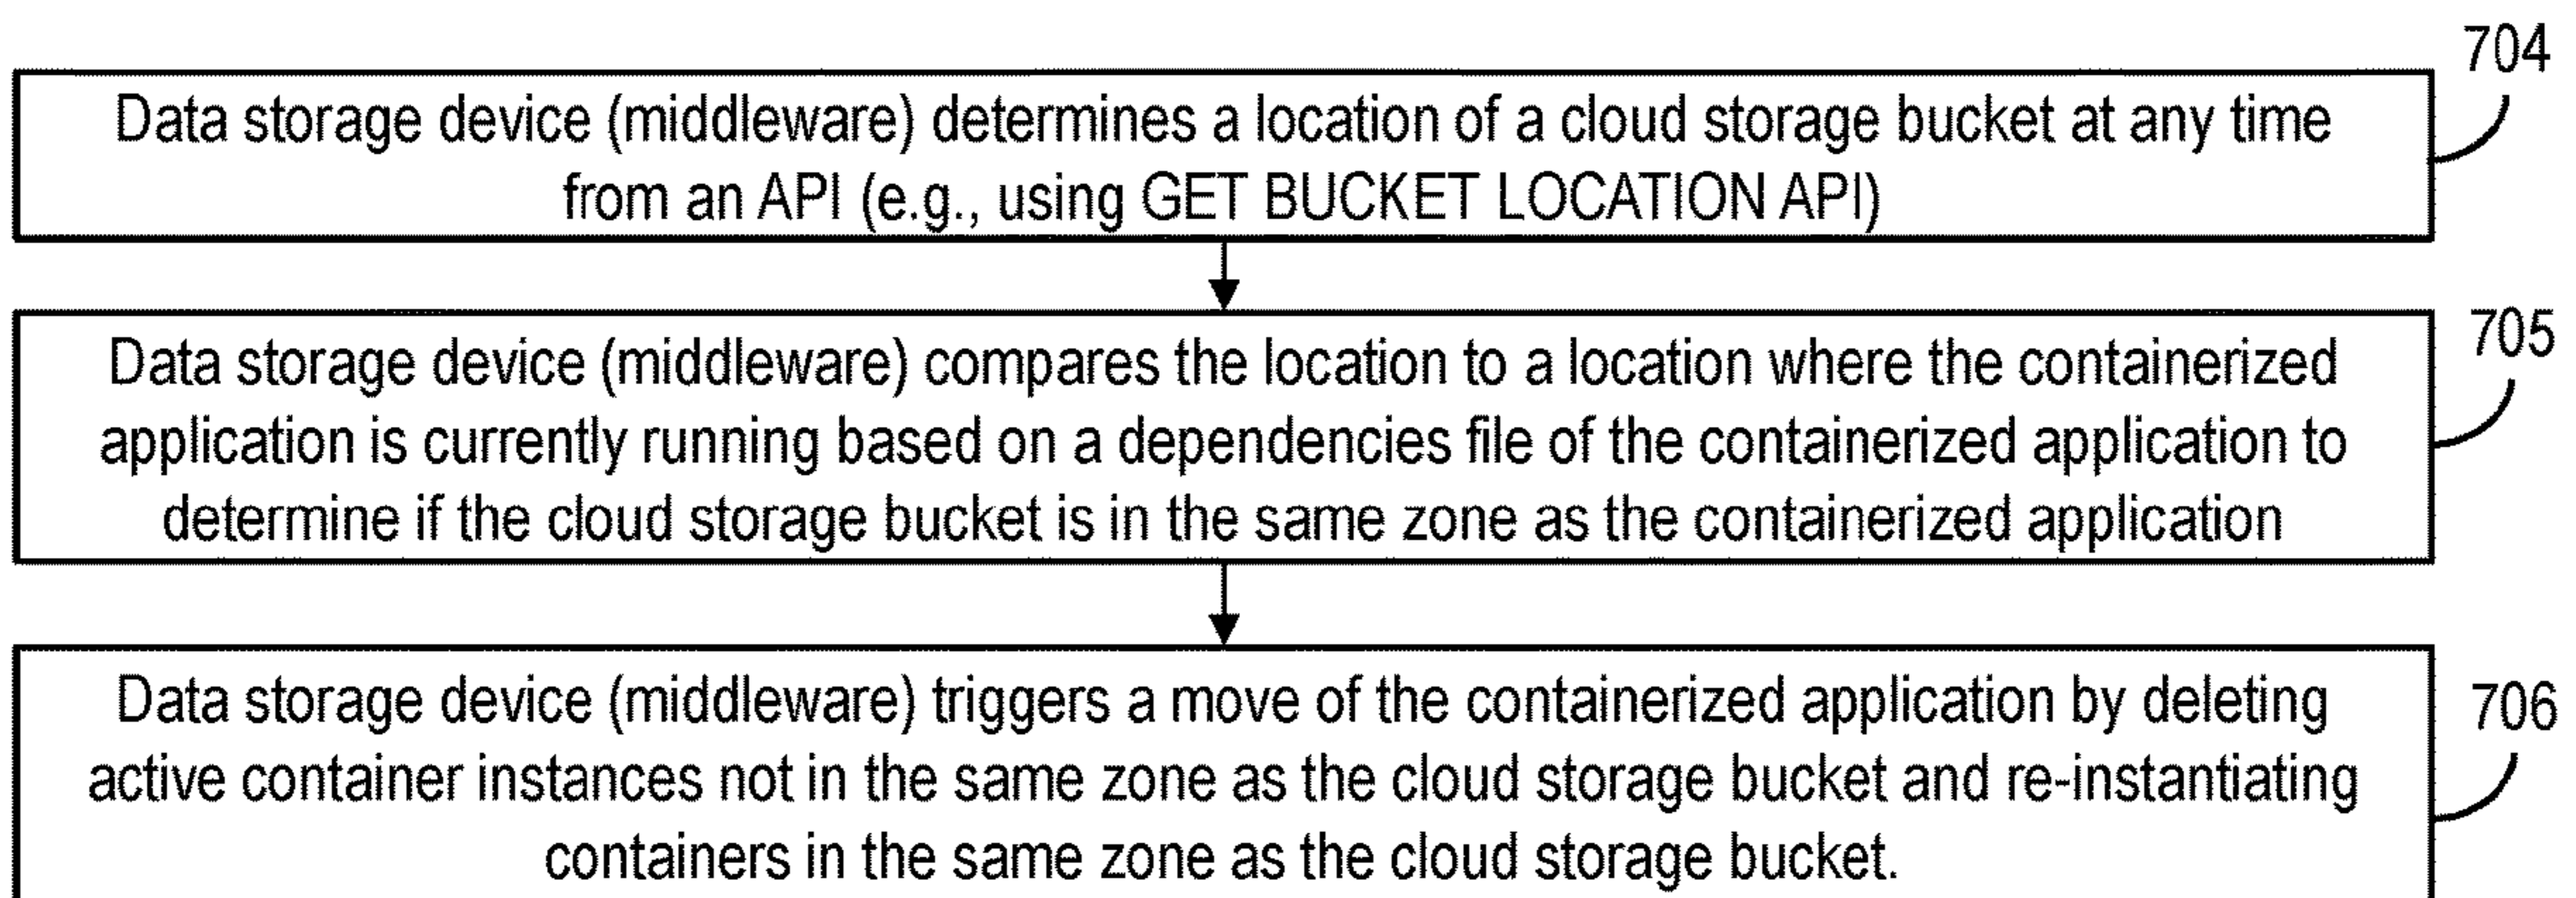 704
Data storage device (middleware) determines a location of a cloud storage bucket at any time
from an API (e.g., using GET BUCKET LOCATION API)
705
Data storage device (middleware) compares the location to a location where the containerized
application is currently running based on a dependencies file of the containerized application to
determine if the cloud storage bucket is in the same zone as the containerized application
706
Data storage device (middleware) triggers a move of the containerized application by deleting
active container instances not in the same zone as the cloud storage bucket and re-instantiating
containers in the same zone as the cloud storage bucket.